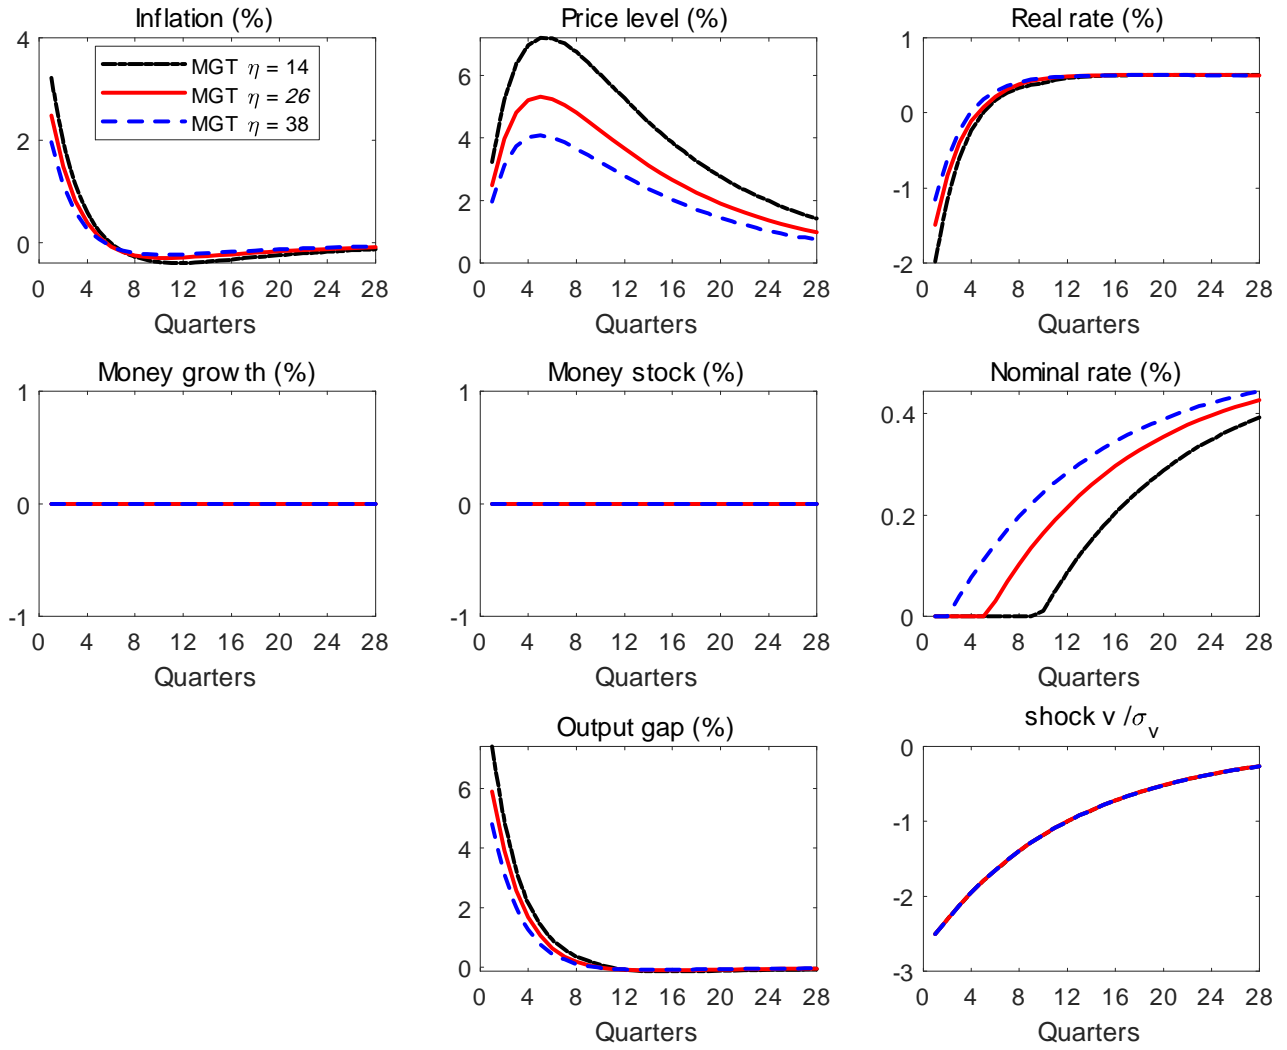 Inflation (%)
4
2
0
MGT η = 14
MGT η = 26
MGT η = 38
0 4 8 12 16 20 24 28
Quarters
Price level (%)
6
4
2
0
0 4 8 12 16 20 24 28
Quarters
Real rate (%)
1
0
-1
-2
0 4 8 12 16 20 24 28
Quarters
Money growth (%)
1
0
-1
0 4 8 12 16 20 24 28
Quarters
Money stock (%)
1
0
-1
0 4 8 12 16 20 24 28
Quarters
Nominal rate (%)
0.4
0.2
0
0 4 8 12 16 20 24 28
Quarters
Output gap (%)
6
4
2
0
0 4 8 12 16 20 24 28
Quarters
shock v /σ_v
0
-1
-2
-3
0 4 8 12 16 20 24 28
Quarters